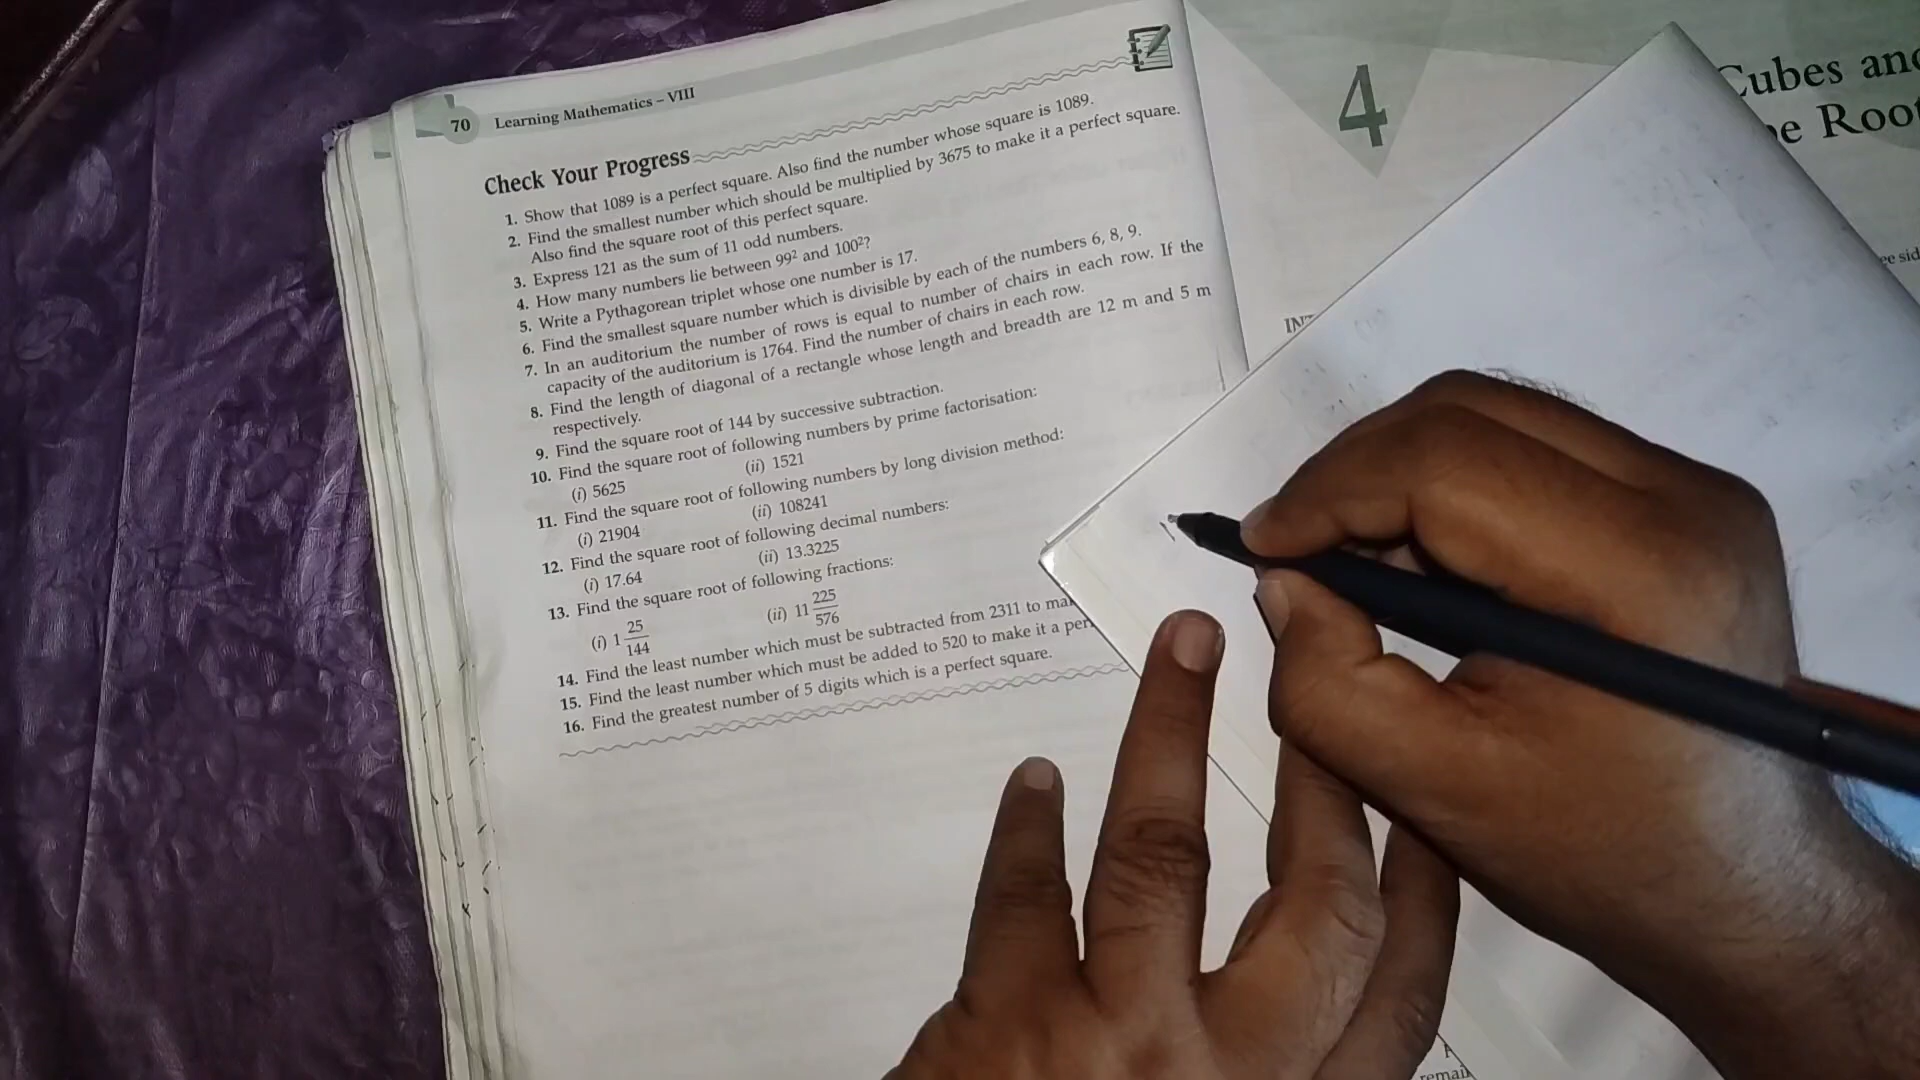 70 Learning Mathematics – VIII
Check Your Progress
1. Show that 1089 is a perfect square. Also find the number whose square is 1089.
2. Find the smallest number which should be multiplied by 3675 to make it a perfect square.
Also find the square root of this perfect square.
3. Express 121 as the sum of 11 odd numbers.
4. How many numbers lie between 99² and 100²?
5. Write a Pythagorean triplet whose one number is 17.
6. Find the smallest square number which is divisible by each of the numbers 6, 8, 9.
7. In an auditorium the number of rows is equal to number of chairs in each row. If the
capacity of the auditorium is 1764. Find the number of chairs in each row.
8. Find the length of diagonal of a rectangle whose length and breadth are 12 m and 5 m
respectively.
9. Find the square root of 144 by successive subtraction.
10. Find the square root of following numbers by prime factorisation:
(i) 5625 (ii) 1521
11. Find the square root of following numbers by long division method:
(i) 21904 (ii) 108241
12. Find the square root of following decimal numbers:
(i) 17.64 (ii) 13.3225
13. Find the square root of following fractions:
(i) 1 25/144 (ii) 11 225/576
14. Find the least number which must be subtracted from 2311 to
15. Find the least number which must be added to 520 to make it a
16. Find the greatest number of 5 digits which is a perfect square.
4
Cubes and